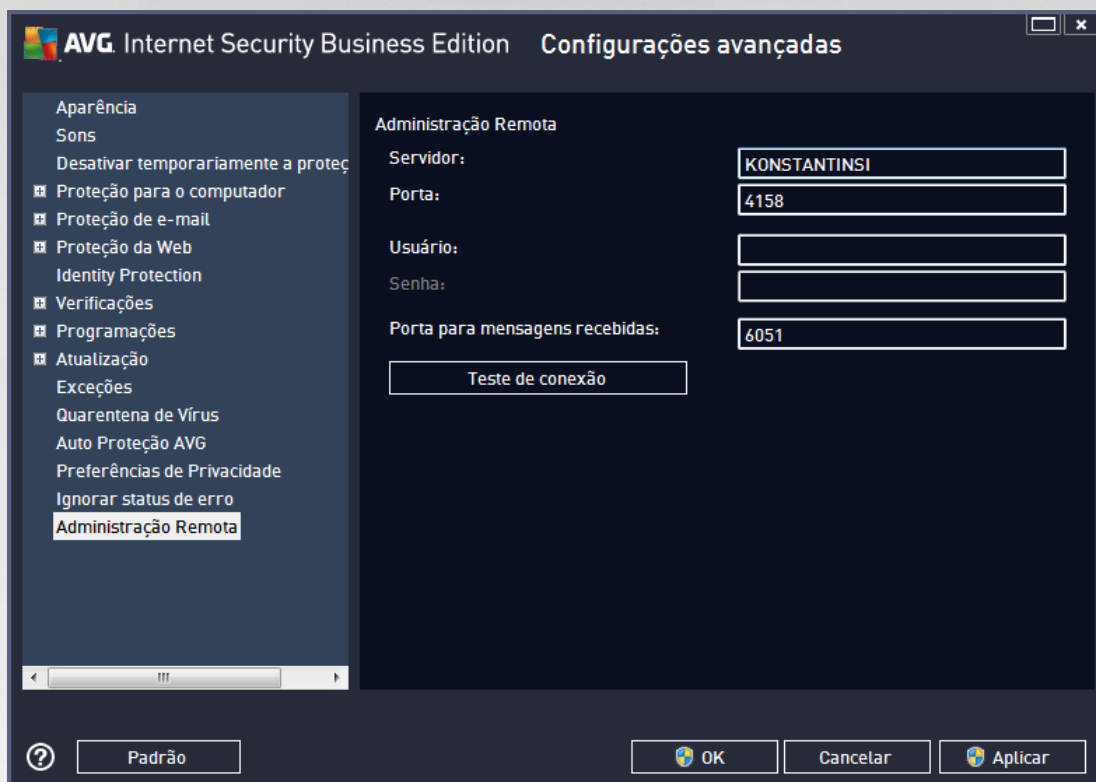 AVG. Internet Security Business Edition Configurações avançadas
Aparência
Sons
Desativar temporariamente a proteç
Proteção para o computador
Proteção de e-mail
Proteção da Web
Identity Protection
Verificações
Programações
Atualização
Exceções
Quarentena de Vírus
Auto Proteção AVG
Preferências de Privacidade
Ignorar status de erro
Administração Remota
Administração Remota
Servidor: KONSTANTINSI
Porta: 4158
Usuário:
Senha:
Porta para mensagens recebidas: 6051
Teste de conexão
Padrão
OK
Cancelar
Aplicar